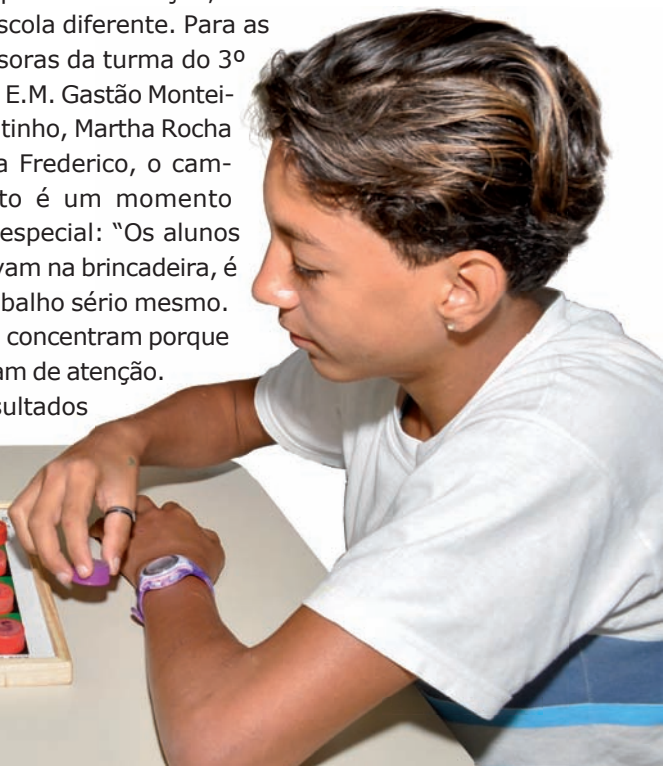 scola diferente. Para as
soras da turma do 3º
E.M. Gastão Montei-
tinho, Martha Rocha
a Frederico, o cam-
to é um momento
especial: “Os alunos
vam na brincadeira, é
balho sério mesmo.
concentram porque
am de atenção.
sultados